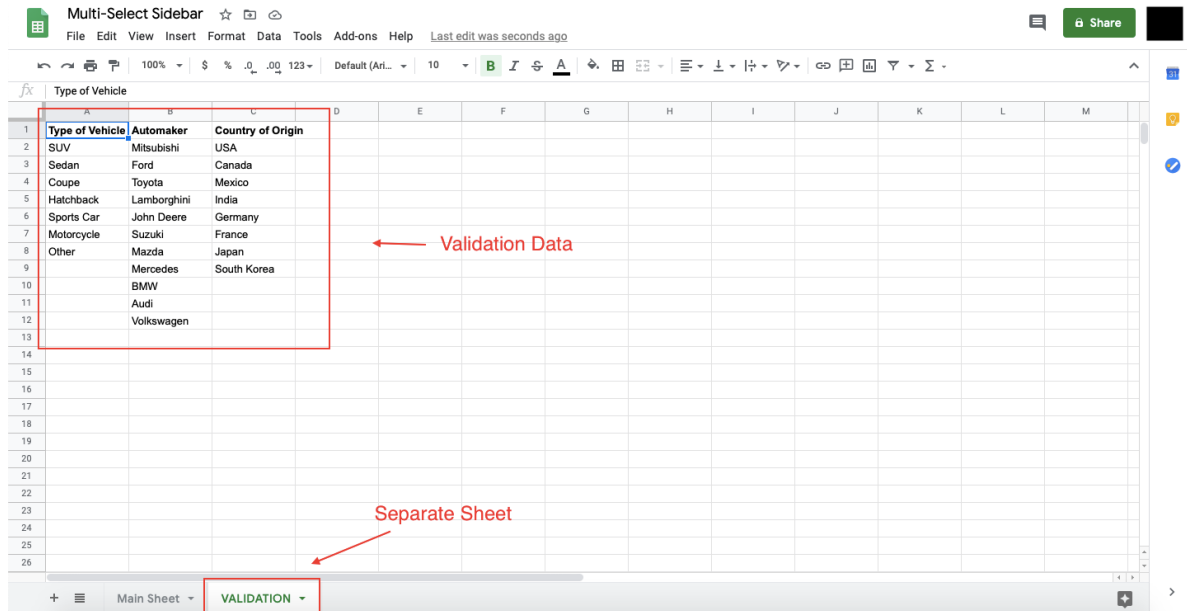 Multi-Select Sidebar
File Edit View Insert Format Data Tools Add-ons Help Last edit was seconds ago
Share
100% $ % .0 .00 123 Default (Ari... 10 B I S A Σ
31
fx Type of Vehicle
A B C D E F G H I J K L M
1 Type of Vehicle Automaker Country of Origin
2 SUV Mitsubishi USA
3 Sedan Ford Canada
4 Coupe Toyota Mexico
5 Hatchback Lamborghini India
6 Sports Car John Deere Germany
7 Motorcycle Suzuki France
8 Other Mazda Japan
9 Mercedes South Korea
10 BMW
11 Audi
12 Volkswagen
13
14
15
16
17
18
19
20
21
22
23
24
25
26
Validation Data
Separate Sheet
+ Main Sheet VALIDATION